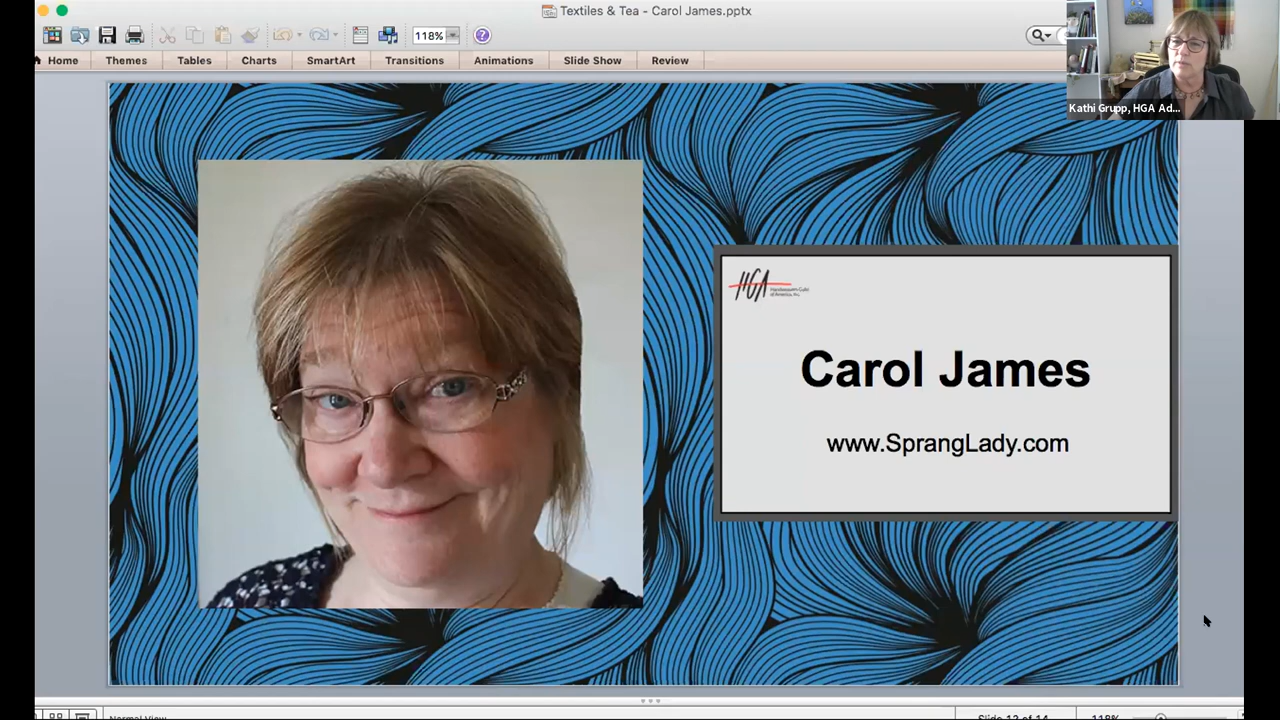 Textiles & Tea - Carol James.pptx
118%
Home Themes Tables Charts SmartArt Transitions Animations Slide Show Review
Kathi Grupp, HGA Ad...
HGA Handweavers Guild
of America, Inc.
Carol James
www.SprangLady.com
Normal View Slide 12 of 14 118%